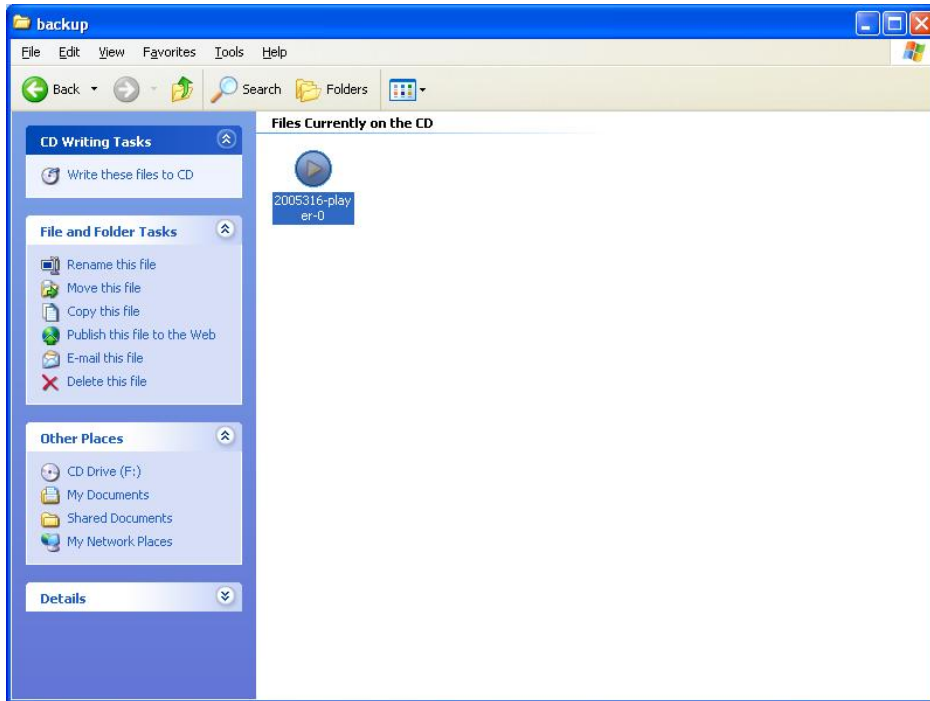 backup
File Edit View Favorites Tools Help
Back Search Folders
CD Writing Tasks
Write these files to CD
File and Folder Tasks
Rename this file
Move this file
Copy this file
Publish this file to the Web
E-mail this file
Delete this file
Other Places
CD Drive (F:)
My Documents
Shared Documents
My Network Places
Details
Files Currently on the CD
2005316-play
er-0